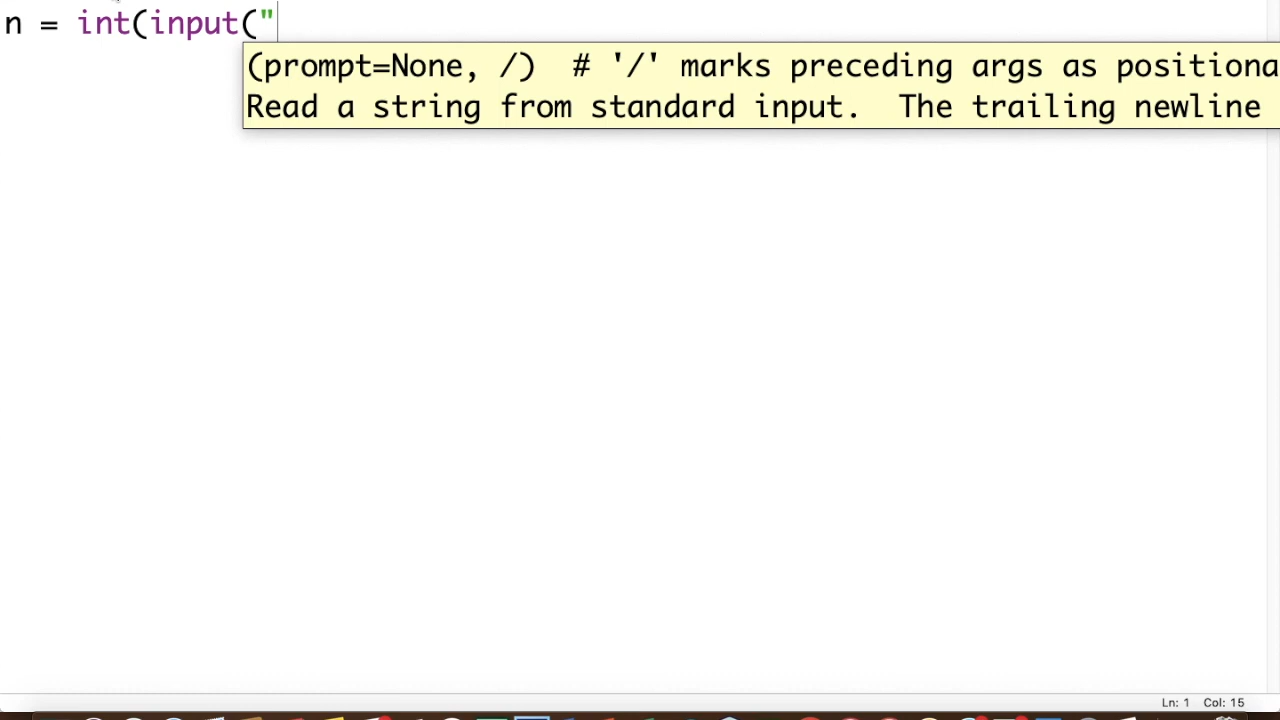 n = int(input("
(prompt=None, /)  # '/' marks preceding args as positiona
Read a string from standard input.  The trailing newline
Ln: 1  Col: 15